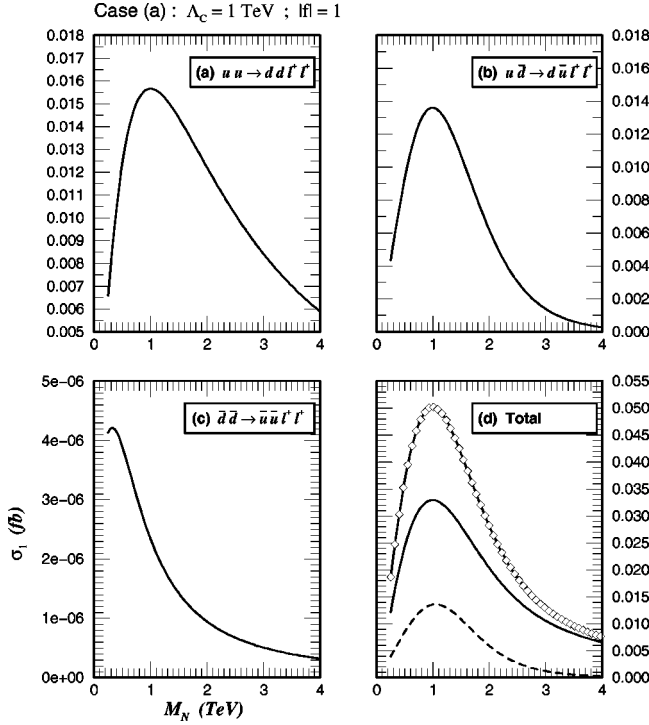 Case (a) : Λ_C = 1 TeV ; |f| = 1
0.018
0.017
0.016
0.015
0.014
0.013
0.012
0.011
0.010
0.009
0.008
0.007
0.006
0.005
(a) u u → d d l⁺ l⁺
0 1 2 3 4
(b) u d̄ → d ū l⁺ l⁺
0.018
0.016
0.014
0.012
0.010
0.008
0.006
0.004
0.002
0.000
0 1 2 3 4
5e−06
4e−06
3e−06
2e−06
1e−06
0e+00
(c) d̄ d̄ → ū ū l⁺ l⁺
0 1 2 3 4
σ₁ (fb)
M_N (TeV)
(d) Total
0.055
0.050
0.045
0.040
0.035
0.030
0.025
0.020
0.015
0.010
0.005
0.000
0 1 2 3 4
M_N (TeV)